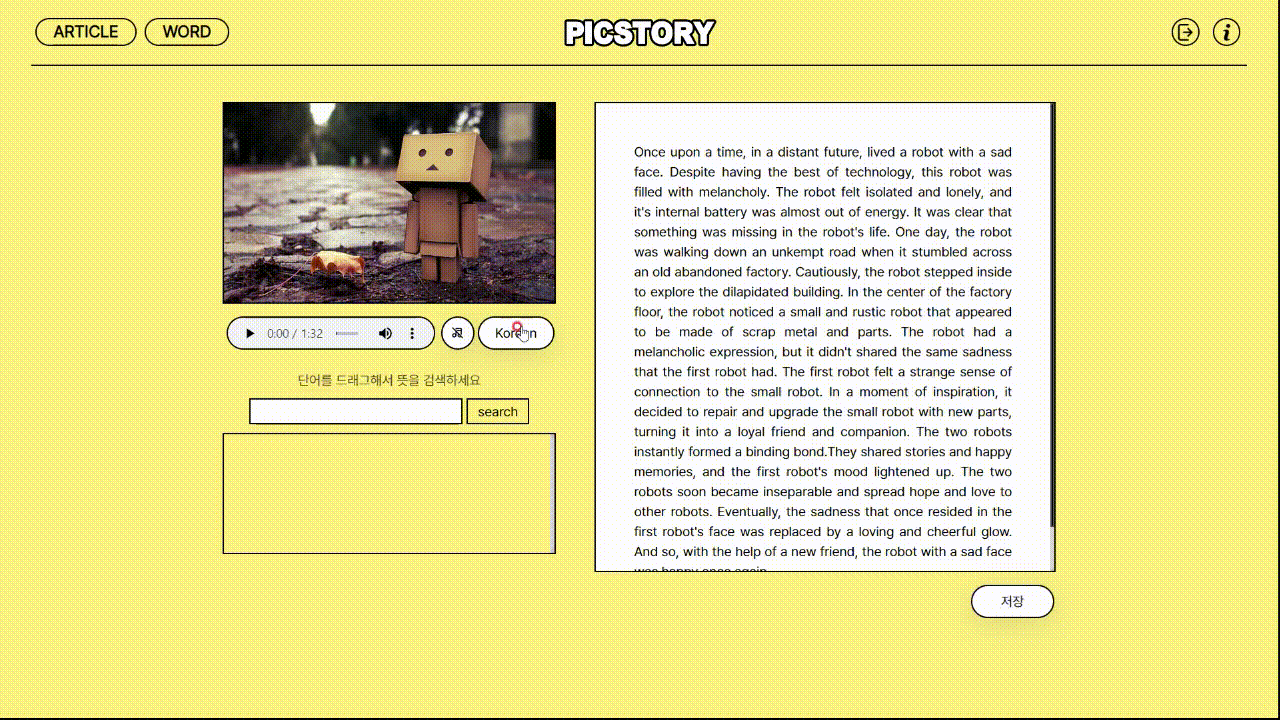 ARTICLE
WORD
PICSTORY
Once upon a time, in a distant future, lived a robot with a sad
face. Despite having the best of technology, this robot was
filled with melancholy. The robot felt isolated and lonely, and
it's internal battery was almost out of energy. It was clear that
something was missing in the robot's life. One day, the robot
was walking down an unkempt road when it stumbled across
an old abandoned factory. Cautiously, the robot stepped inside
to explore the dilapidated building. In the center of the factory
floor, the robot noticed a small and rustic robot that appeared
to be made of scrap metal and parts. The robot had a
melancholic expression, but it didn't shared the same sadness
that the first robot had. The first robot felt a strange sense of
connection to the small robot. In a moment of inspiration, it
decided to repair and upgrade the small robot with new parts,
turning it into a loyal friend and companion. The two robots
instantly formed a binding bond.They shared stories and happy
memories, and the first robot's mood lightened up. The two
robots soon became inseparable and spread hope and love to
other robots. Eventually, the sadness that once resided in the
first robot's face was replaced by a loving and cheerful glow.
And so, with the help of a new friend, the robot with a sad face
was happy once again.
0:00 / 1:32
Korean
단어를 드래그해서 뜻을 검색하세요
search
저장